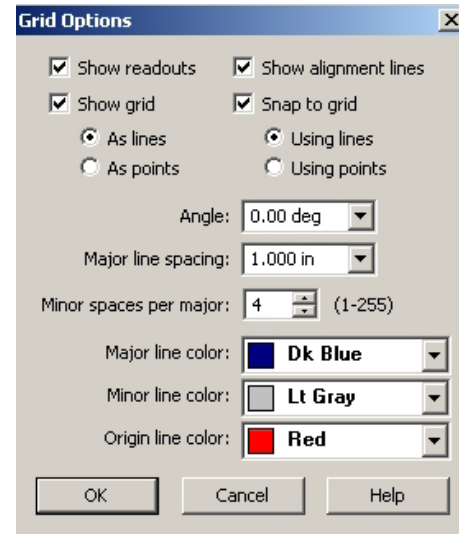 Grid Options
Show readouts Show alignment lines
Show grid Snap to grid
As lines Using lines
As points Using points
Angle: 0.00 deg
Major line spacing: 1.000 in
Minor spaces per major: 4 (1-255)
Major line color: Dk Blue
Minor line color: Lt Gray
Origin line color: Red
OK Cancel Help